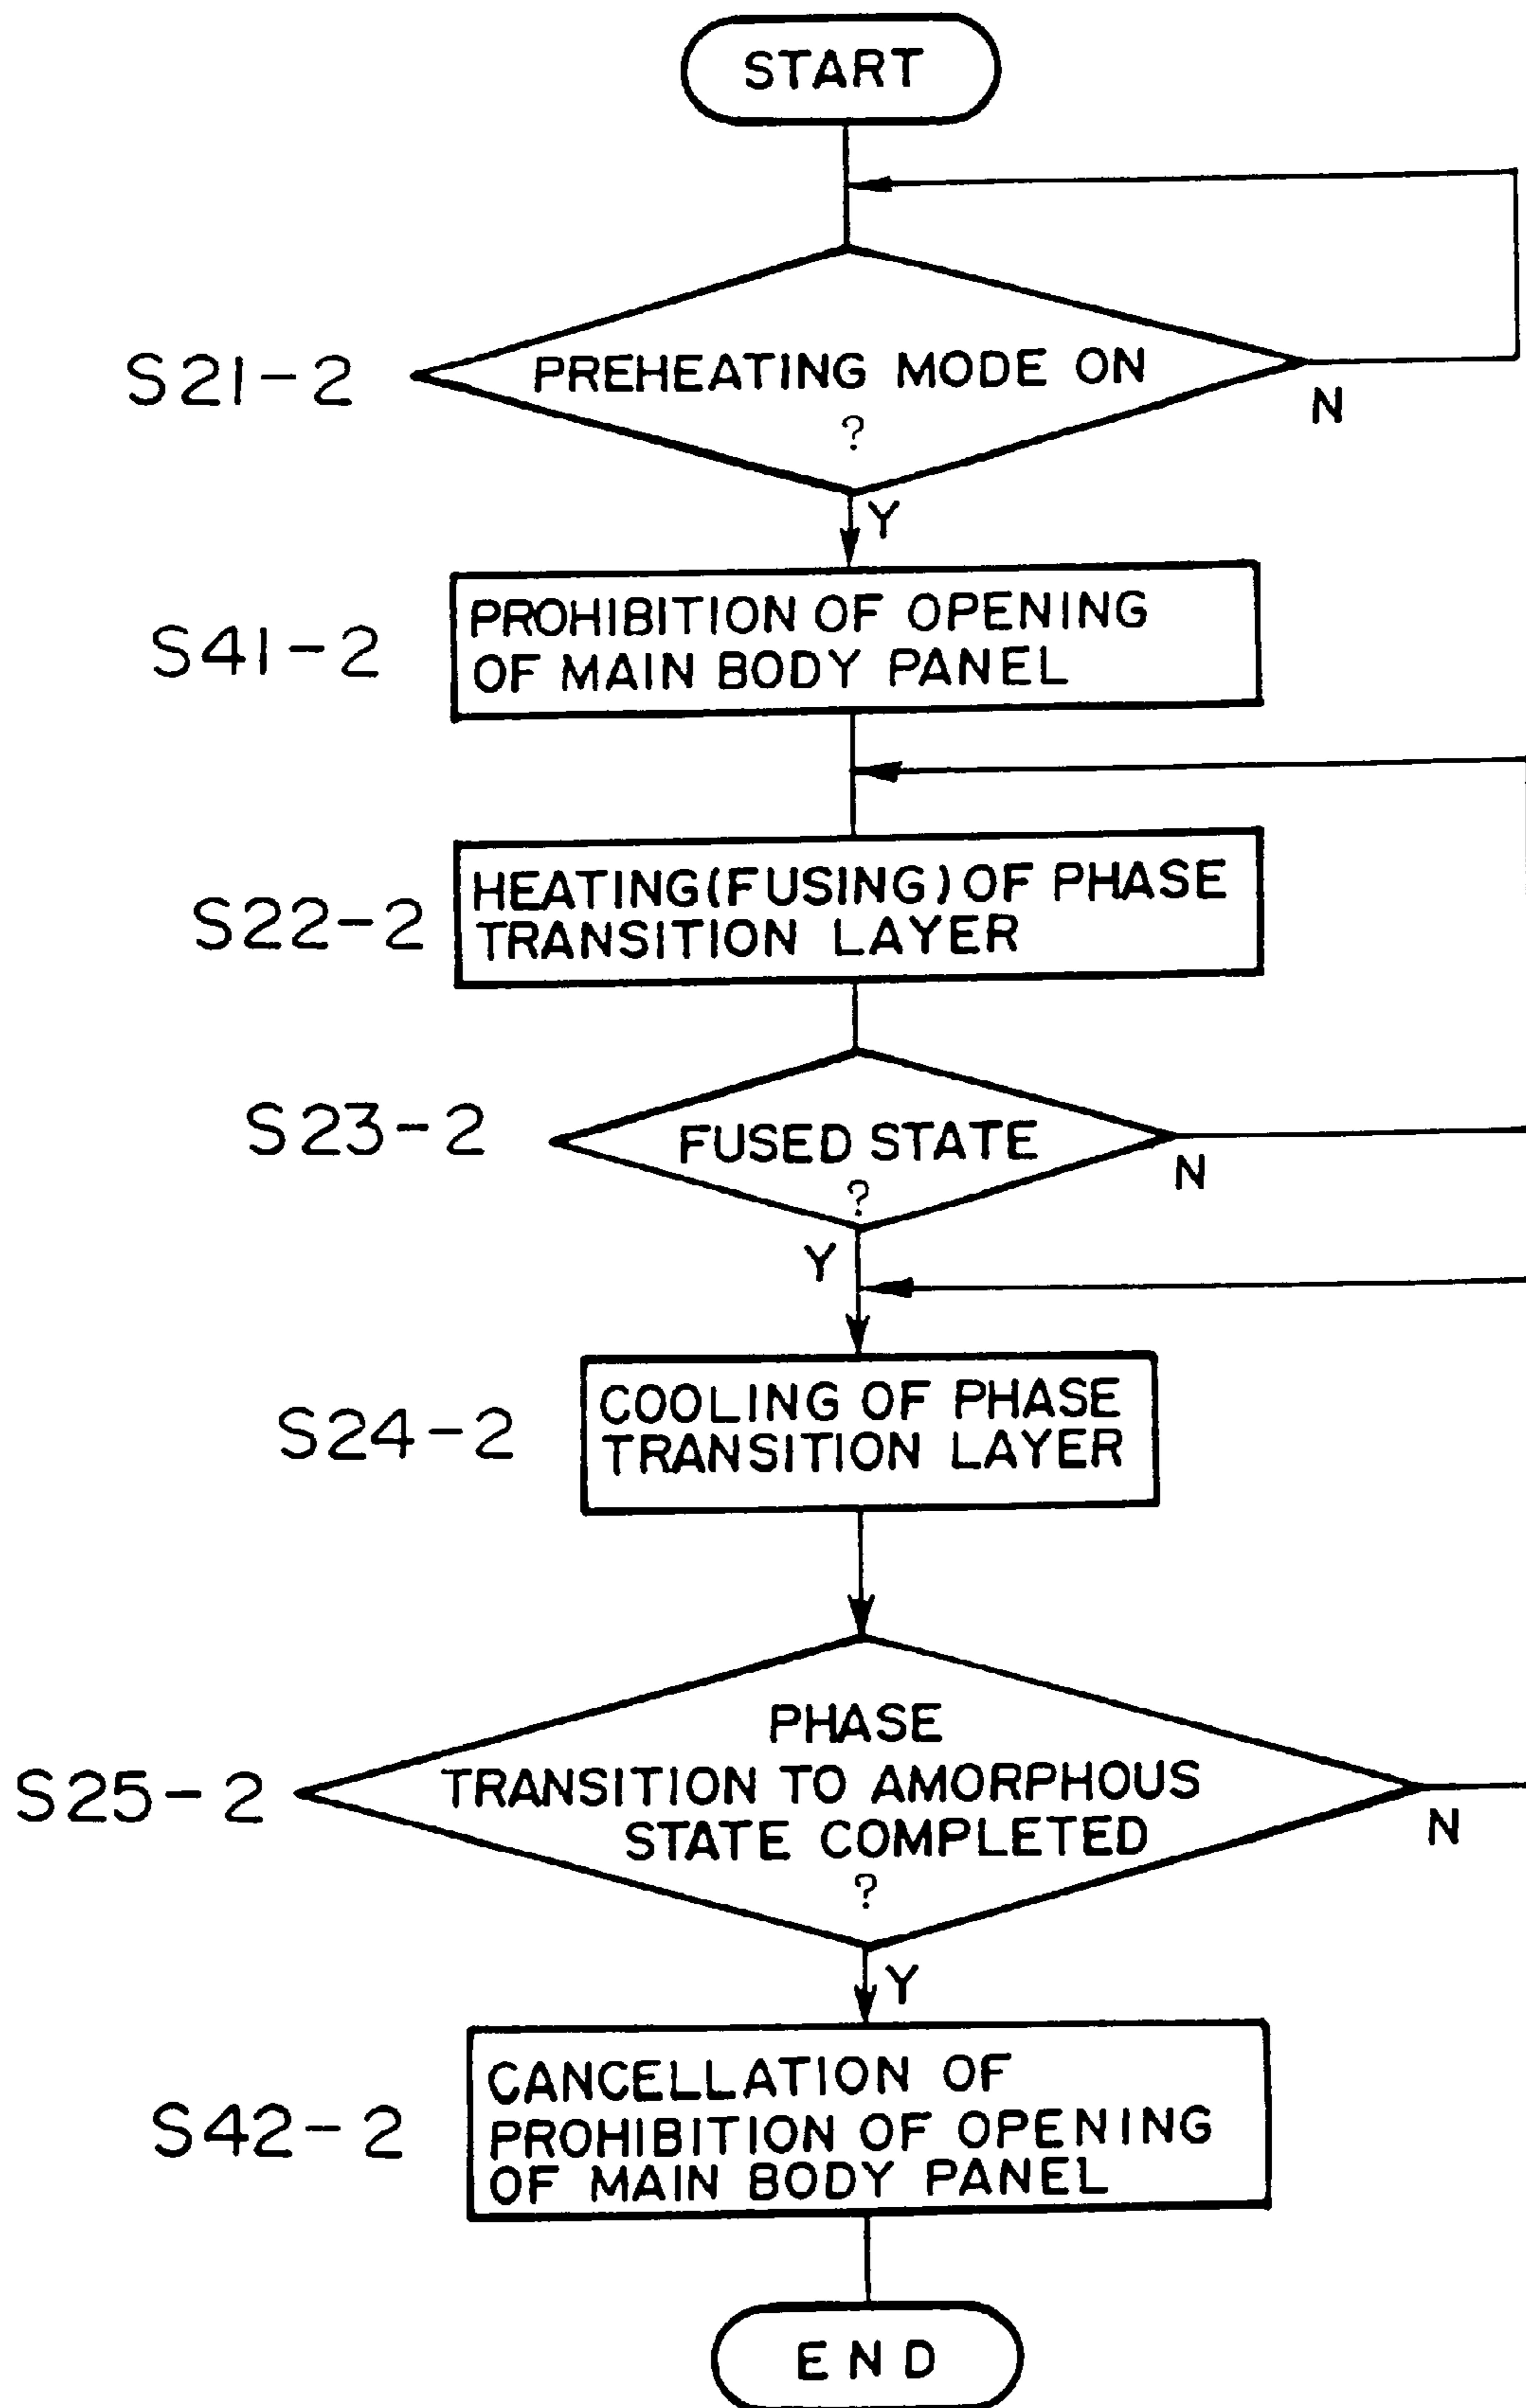 START
S21-2
PREHEATING MODE ON
?
N
Y
S41-2
PROHIBITION OF OPENING
OF MAIN BODY PANEL
S22-2
HEATING(FUSING) OF PHASE
TRANSITION LAYER
S23-2
FUSED STATE
?
N
Y
S24-2
COOLING OF PHASE
TRANSITION LAYER
S25-2
PHASE
TRANSITION TO AMORPHOUS
STATE COMPLETED
?
N
Y
S42-2
CANCELLATION OF
PROHIBITION OF OPENING
OF MAIN BODY PANEL
END